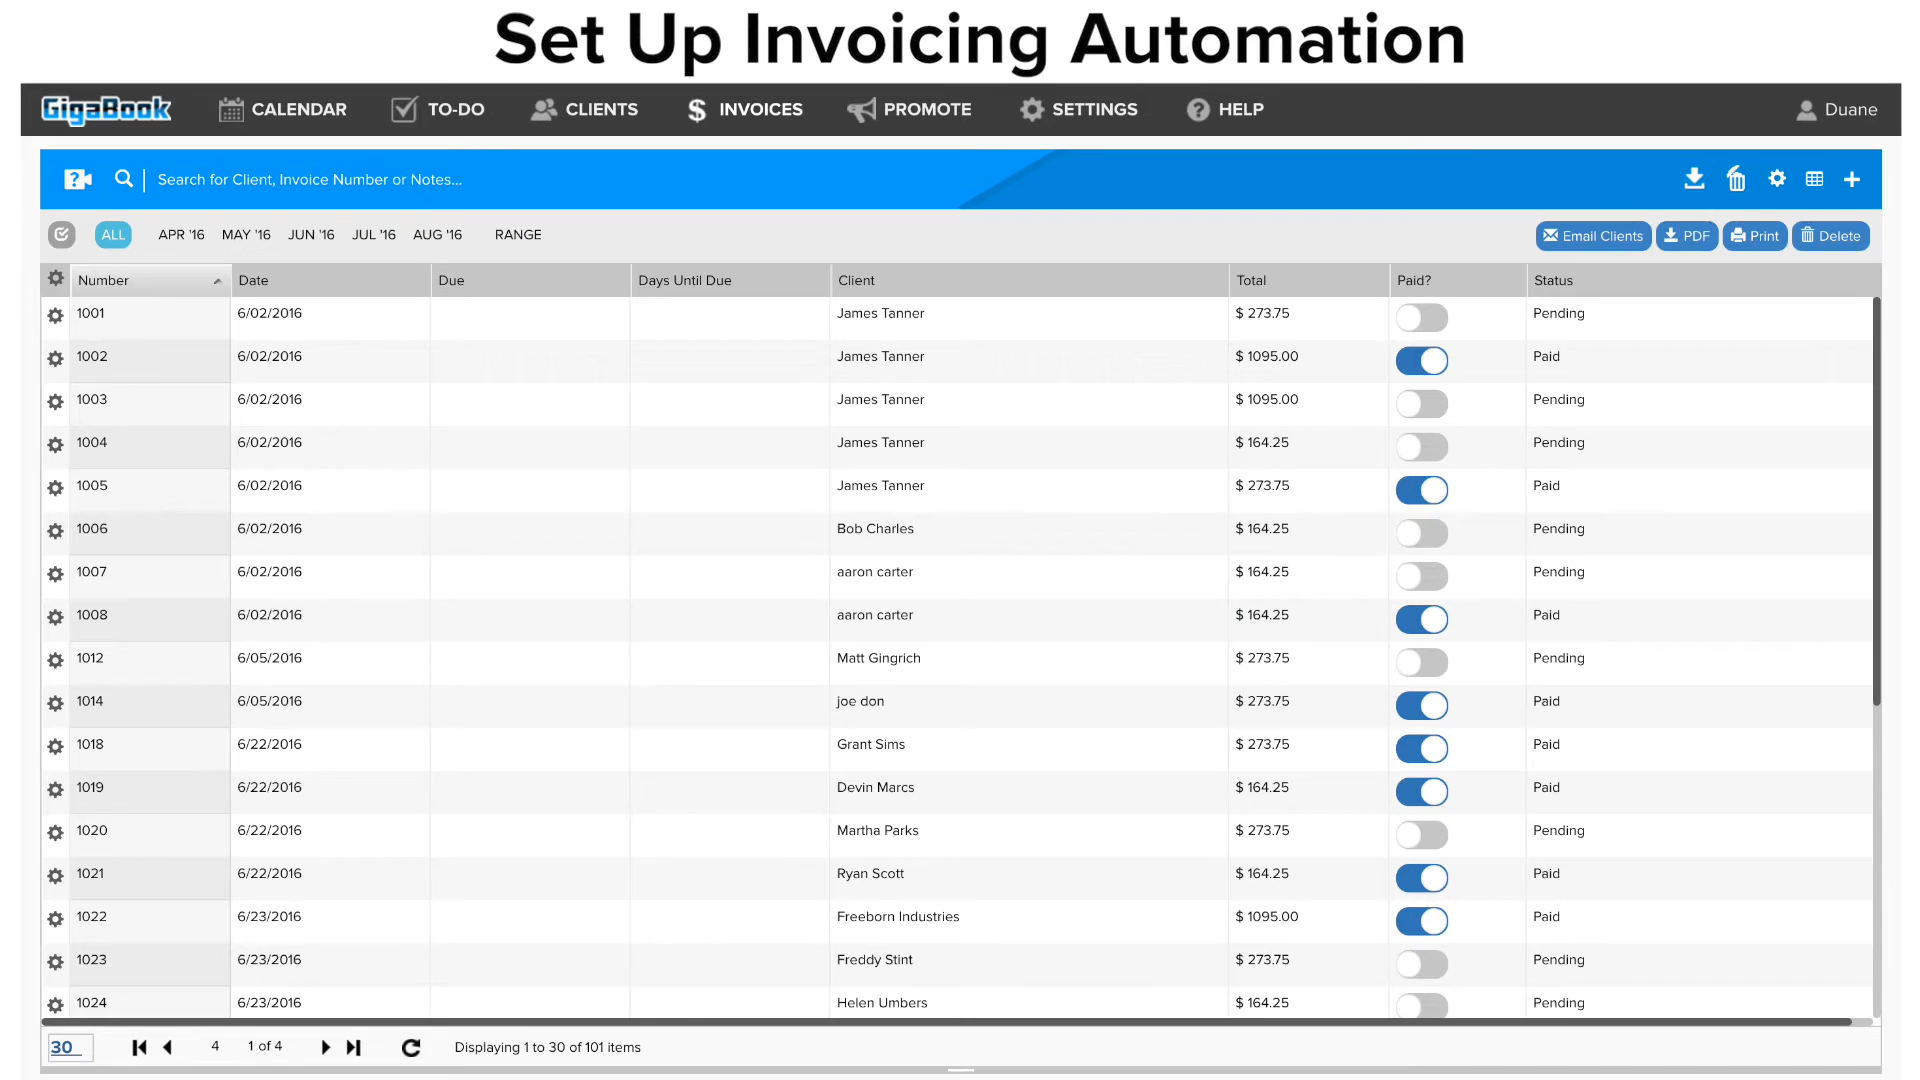 Set Up Invoicing Automation
GigaBook CALENDAR TO-DO CLIENTS $ INVOICES PROMOTE SETTINGS ? HELP Duane
? Search for Client, Invoice Number or Notes...
ALL APR '16 MAY '16 JUN '16 JUL '16 AUG '16 RANGE Email Clients PDF Print Delete
Number Date Due Days Until Due Client Total Paid? Status
1001 6/02/2016 James Tanner $ 273.75 Pending
1002 6/02/2016 James Tanner $ 1095.00 Paid
1003 6/02/2016 James Tanner $ 1095.00 Pending
1004 6/02/2016 James Tanner $ 164.25 Pending
1005 6/02/2016 James Tanner $ 273.75 Paid
1006 6/02/2016 Bob Charles $ 164.25 Pending
1007 6/02/2016 aaron carter $ 164.25 Pending
1008 6/02/2016 aaron carter $ 164.25 Paid
1012 6/05/2016 Matt Gingrich $ 273.75 Pending
1014 6/05/2016 joe don $ 273.75 Paid
1018 6/22/2016 Grant Sims $ 273.75 Paid
1019 6/22/2016 Devin Marcs $ 164.25 Paid
1020 6/22/2016 Martha Parks $ 273.75 Pending
1021 6/22/2016 Ryan Scott $ 164.25 Paid
1022 6/23/2016 Freeborn Industries $ 1095.00 Paid
1023 6/23/2016 Freddy Stint $ 273.75 Pending
1024 6/23/2016 Helen Umbers $ 164.25 Pending
30 4 1 of 4 Displaying 1 to 30 of 101 items